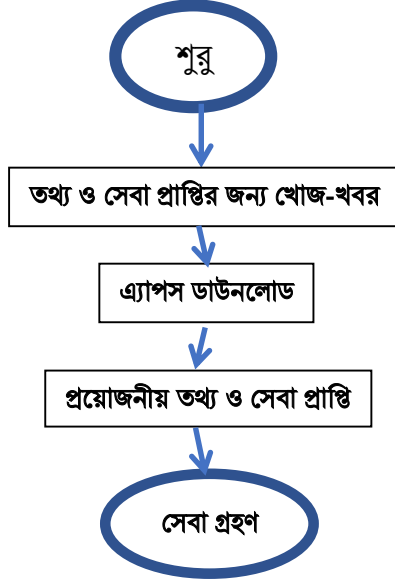 শুরু
তথ্য ও সেবা প্রাপ্তির জন্য খোজ-খবর
এ্যাপস ডাউনলোড
প্রয়োজনীয় তথ্য ও সেবা প্রাপ্তি
সেবা গ্রহণ